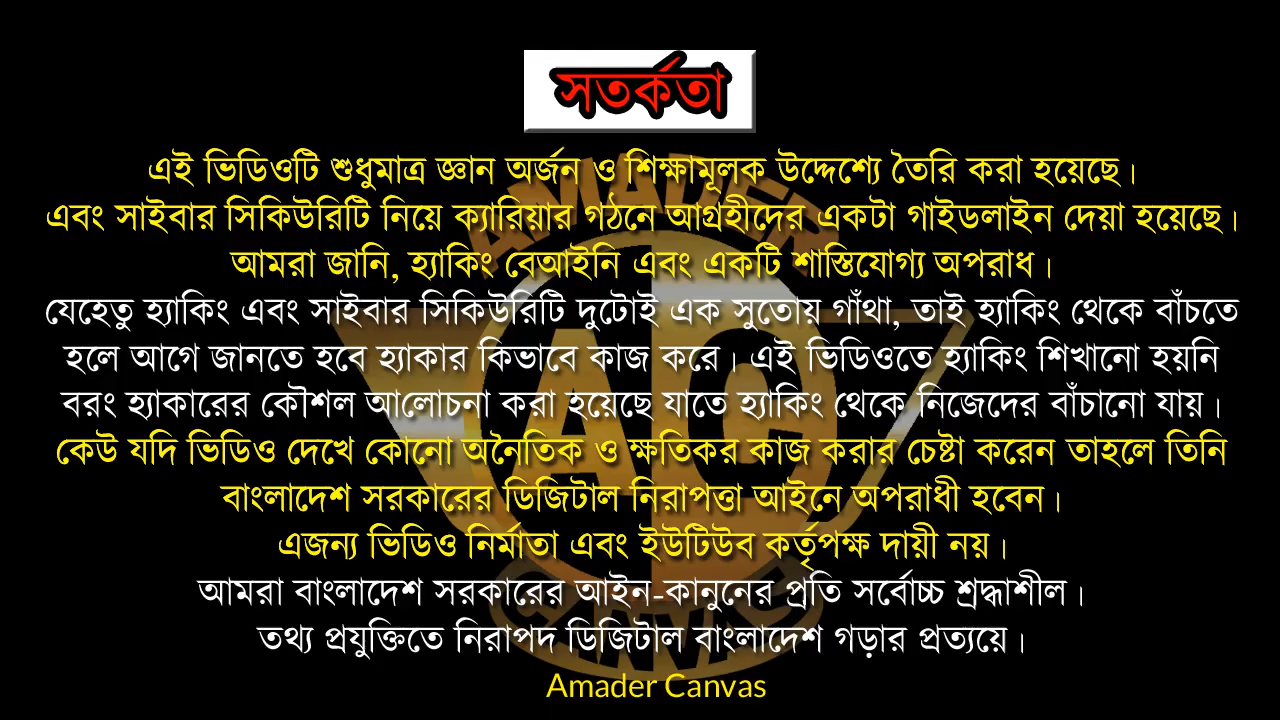 সতর্কতা
এই ভিডিওটি শুধুমাত্র জ্ঞান অর্জন ও শিক্ষামূলক উদ্দেশ্যে তৈরি করা হয়েছে।
এবং সাইবার সিকিউরিটি নিয়ে ক্যারিয়ার গঠনে আগ্রহীদের একটা গাইডলাইন দেয়া হয়েছে।
আমরা জানি, হ্যাকিং বেআইনি এবং একটি শাস্তিযোগ্য অপরাধ।
যেহেতু হ্যাকিং এবং সাইবার সিকিউরিটি দুটোই এক সুতোয় গাঁথা, তাই হ্যাকিং থেকে বাঁচতে
হলে আগে জানতে হবে হ্যাকার কিভাবে কাজ করে। এই ভিডিওতে হ্যাকিং শিখানো হয়নি
বরং হ্যাকারের কৌশল আলোচনা করা হয়েছে যাতে হ্যাকিং থেকে নিজেদের বাঁচানো যায়।
কেউ যদি ভিডিও দেখে কোনো অনৈতিক ও ক্ষতিকর কাজ করার চেষ্টা করেন তাহলে তিনি
বাংলাদেশ সরকারের ডিজিটাল নিরাপত্তা আইনে অপরাধী হবেন।
এজন্য ভিডিও নির্মাতা এবং ইউটিউব কর্তৃপক্ষ দায়ী নয়।
আমরা বাংলাদেশ সরকারের আইন-কানুনের প্রতি সর্বোচ্চ শ্রদ্ধাশীল।
তথ্য প্রযুক্তিতে নিরাপদ ডিজিটাল বাংলাদেশ গড়ার প্রত্যয়ে।
Amader Canvas
AMADER
AC
CANVAS